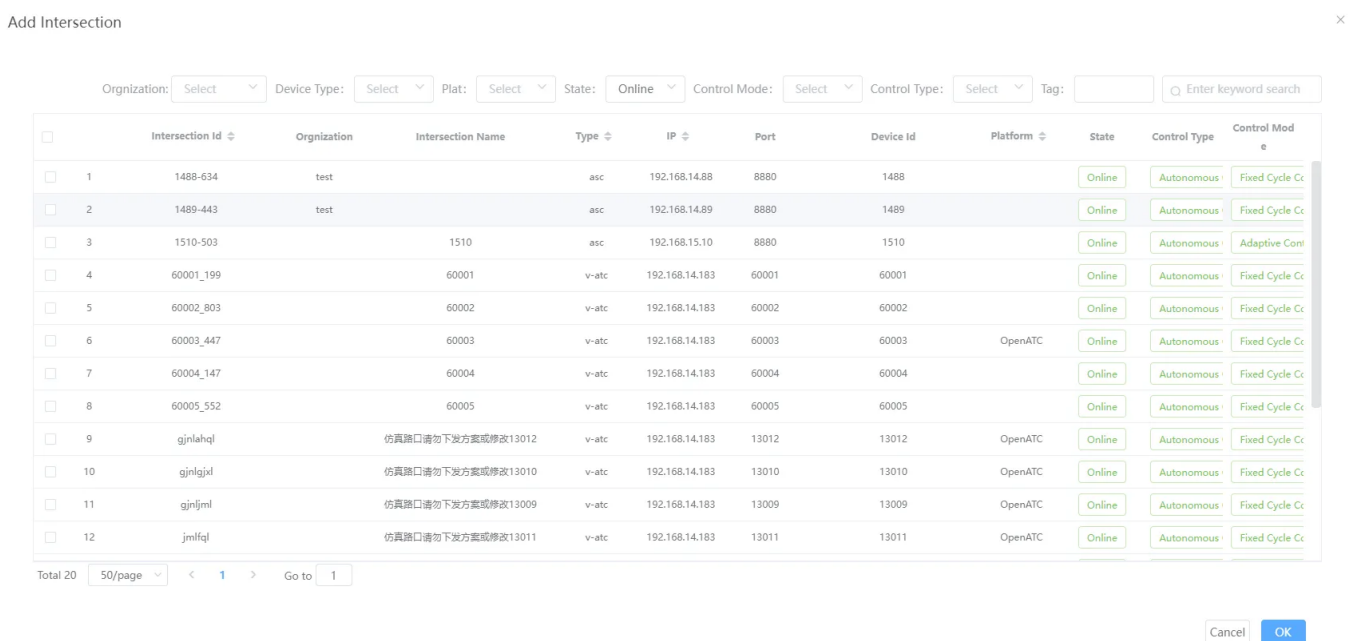 Add Intersection
Orgnization: Select Device Type: Select Plat: Select State: Online Control Mode: Select Control Type: Select Tag: Enter keyword search
Intersection Id Orgnization Intersection Name Type IP Port Device Id Platform State Control Type Control Mod
e
1 1488-634 test asc 192.168.14.88 8880 1488 Online Autonomous Fixed Cycle Co
2 1489-443 test asc 192.168.14.89 8880 1489 Online Autonomous Fixed Cycle Co
3 1510-503 1510 asc 192.168.15.10 8880 1510 Online Autonomous Adaptive Cont
4 60001_199 60001 v-atc 192.168.14.183 60001 60001 Online Autonomous Fixed Cycle Co
5 60002_803 60002 v-atc 192.168.14.183 60002 60002 Online Autonomous Fixed Cycle Co
6 60003_447 60003 v-atc 192.168.14.183 60003 60003 OpenATC Online Autonomous Fixed Cycle Co
7 60004_147 60004 v-atc 192.168.14.183 60004 60004 Online Autonomous Fixed Cycle Co
8 60005_552 60005 v-atc 192.168.14.183 60005 60005 Online Autonomous Fixed Cycle Co
9 gjnlahql 仿真路口请勿下发方案或修改13012 v-atc 192.168.14.183 13012 13012 OpenATC Online Autonomous Fixed Cycle Co
10 gjnlgjxl 仿真路口请勿下发方案或修改13010 v-atc 192.168.14.183 13010 13010 OpenATC Online Autonomous Fixed Cycle Co
11 gjnljml 仿真路口请勿下发方案或修改13009 v-atc 192.168.14.183 13009 13009 OpenATC Online Autonomous Fixed Cycle Co
12 jmlfql 仿真路口请勿下发方案或修改13011 v-atc 192.168.14.183 13011 13011 OpenATC Online Autonomous Fixed Cycle Co
Total 20 50/page 1 Go to 1
Cancel OK